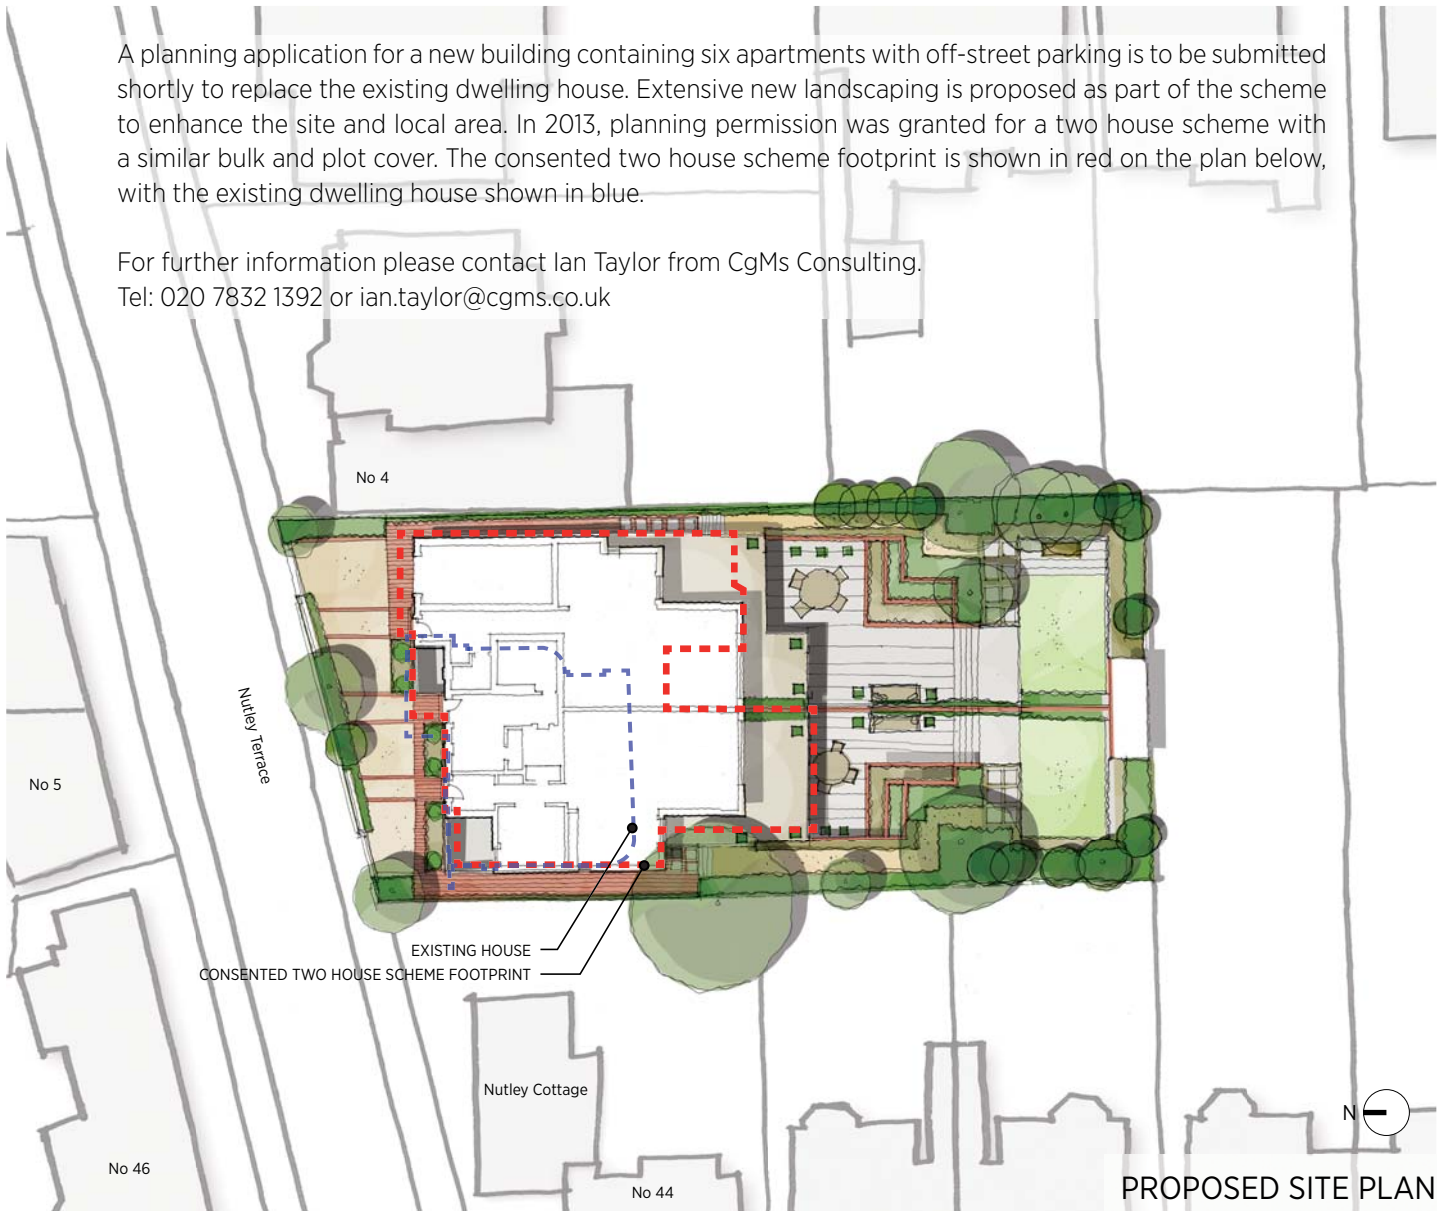 A planning application for a new building containing six apartments with off-street parking is to be submitted
shortly to replace the existing dwelling house. Extensive new landscaping is proposed as part of the scheme
to enhance the site and local area. In 2013, planning permission was granted for a two house scheme with
a similar bulk and plot cover. The consented two house scheme footprint is shown in red on the plan below,
with the existing dwelling house shown in blue.
For further information please contact Ian Taylor from CgMs Consulting.
Tel: 020 7832 1392 or ian.taylor@cgms.co.uk
No 4
Nutley Terrace
No 5
EXISTING HOUSE
CONSENTED TWO HOUSE SCHEME FOOTPRINT
Nutley Cottage
N
No 46
No 44
PROPOSED SITE PLAN